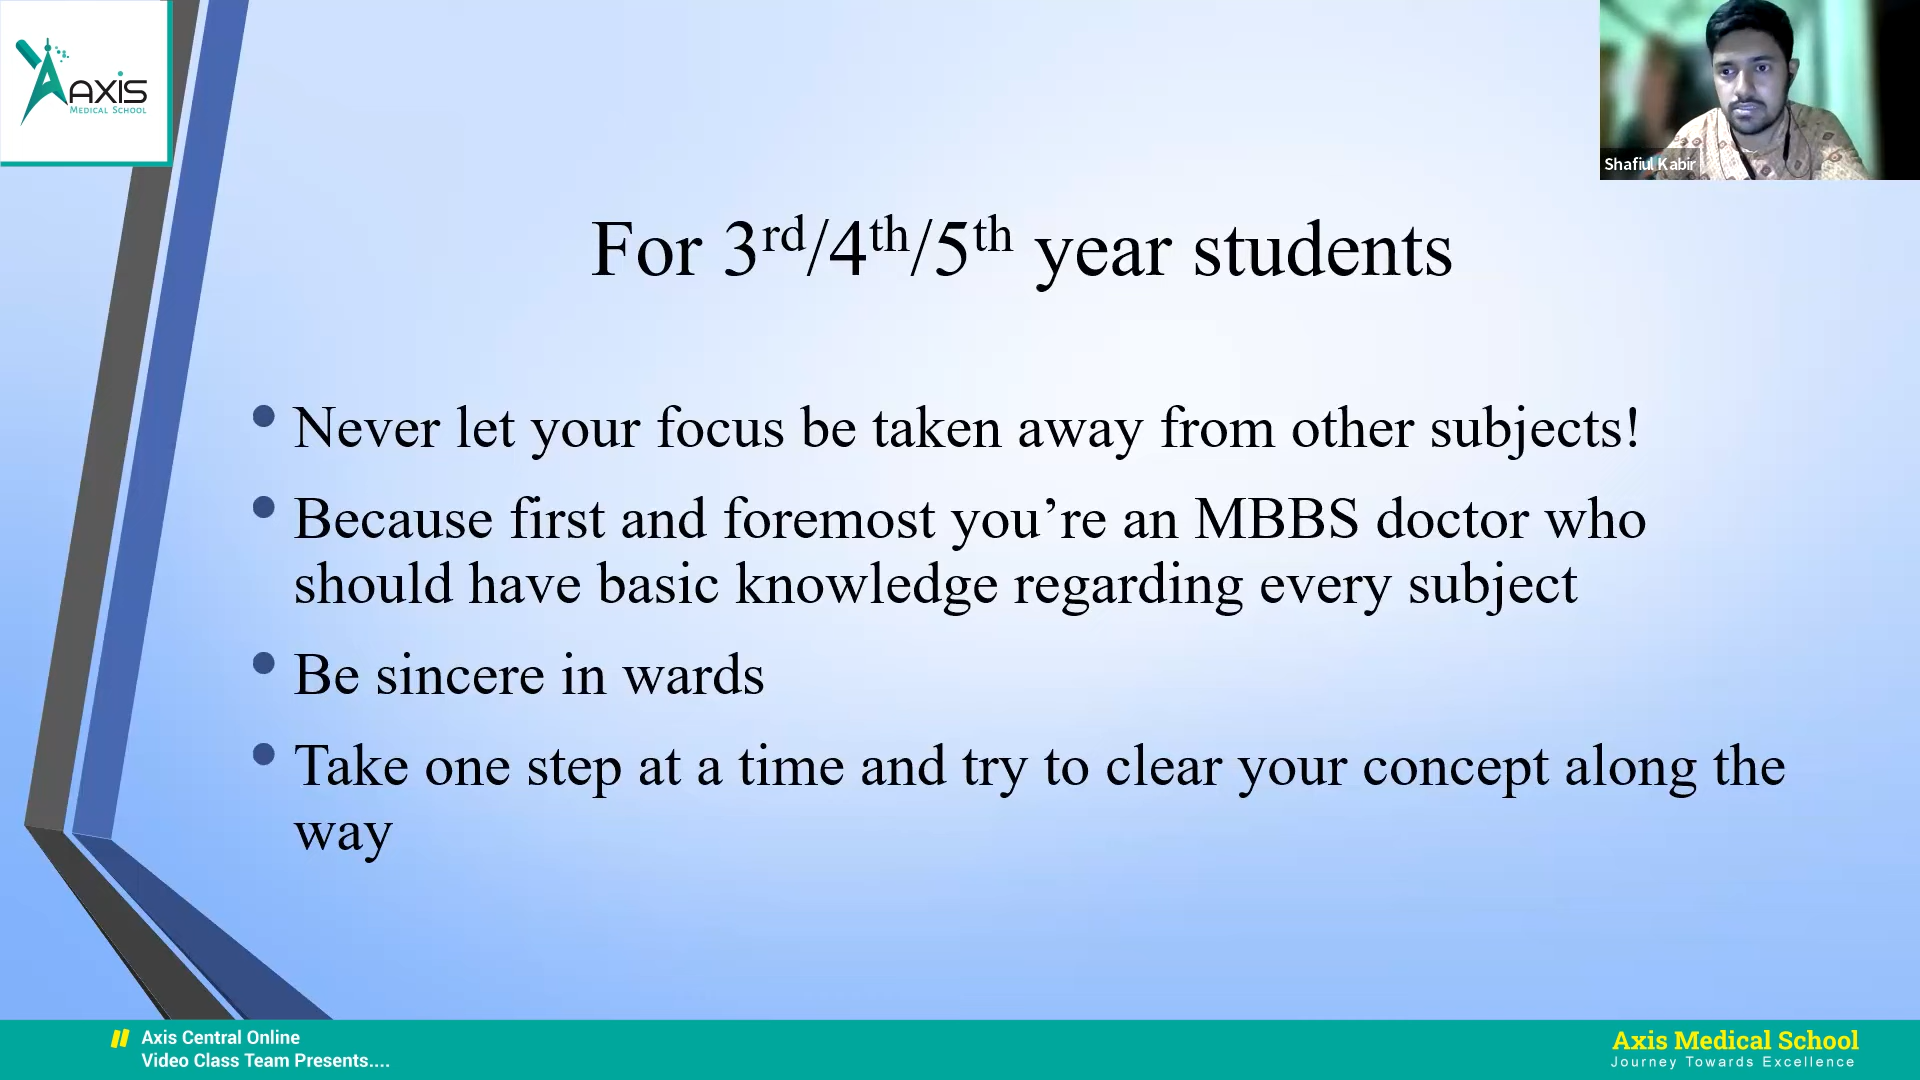 AXIS
MEDICAL SCHOOL
Shafiul Kabir
For 3rd/4th/5th year students
• Never let your focus be taken away from other subjects!
• Because first and foremost you’re an MBBS doctor who
should have basic knowledge regarding every subject
• Be sincere in wards
• Take one step at a time and try to clear your concept along the
way
Axis Central Online
Video Class Team Presents....
Axis Medical School
Journey Towards Excellence